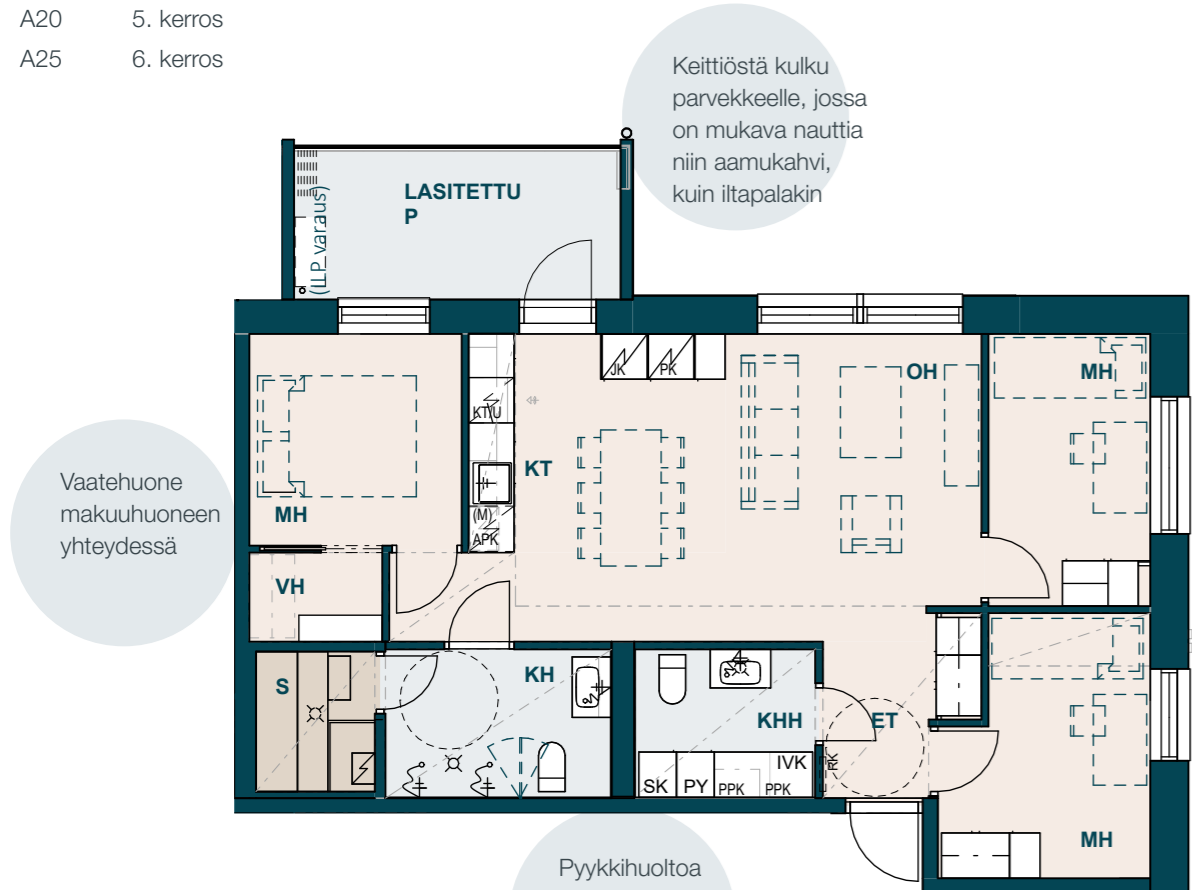 A20 5. kerros
A25 6. kerros
Keittiöstä kulku
parvekkeelle, jossa
on mukava nauttia
niin aamukahvi,
kuin iltapalakin
LASITETTU
P
(ILP varaus)
JK
PK
OH
MH
KT/U
KT
Vaatehuone
makuuhuoneen
yhteydessä
MH
(M)
APK
VH
S
KH
KHH
ET
RK
IVK
SK
PY
PPK
PPK
MH
Pyykkihuoltoa